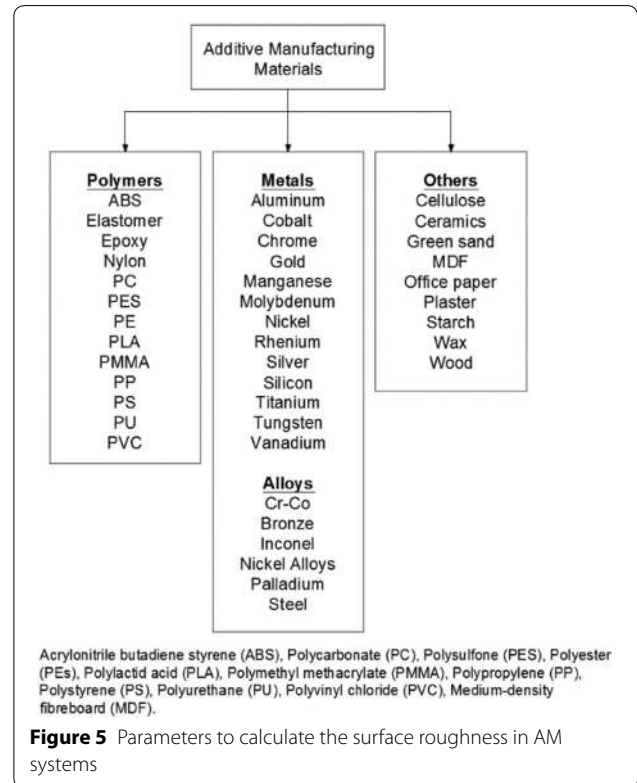 Additive Manufacturing
Materials
Polymers
ABS
Elastomer
Epoxy
Nylon
PC
PES
PE
PLA
PMMA
PP
PS
PU
PVC
Metals
Aluminum
Cobalt
Chrome
Gold
Manganese
Molybdenum
Nickel
Rhenium
Silver
Silicon
Titanium
Tungsten
Vanadium
Alloys
Cr-Co
Bronze
Inconel
Nickel Alloys
Palladium
Steel
Others
Cellulose
Ceramics
Green sand
MDF
Office paper
Plaster
Starch
Wax
Wood
Acrylonitrile butadiene styrene (ABS), Polycarbonate (PC), Polysulfone (PES), Polyester
(PEs), Polylactid acid (PLA), Polymethyl methacrylate (PMMA), Polypropylene (PP),
Polystyrene (PS), Polyurethane (PU), Polyvinyl chloride (PVC), Medium-density
fibreboard (MDF).
Figure 5 Parameters to calculate the surface roughness in AM
systems